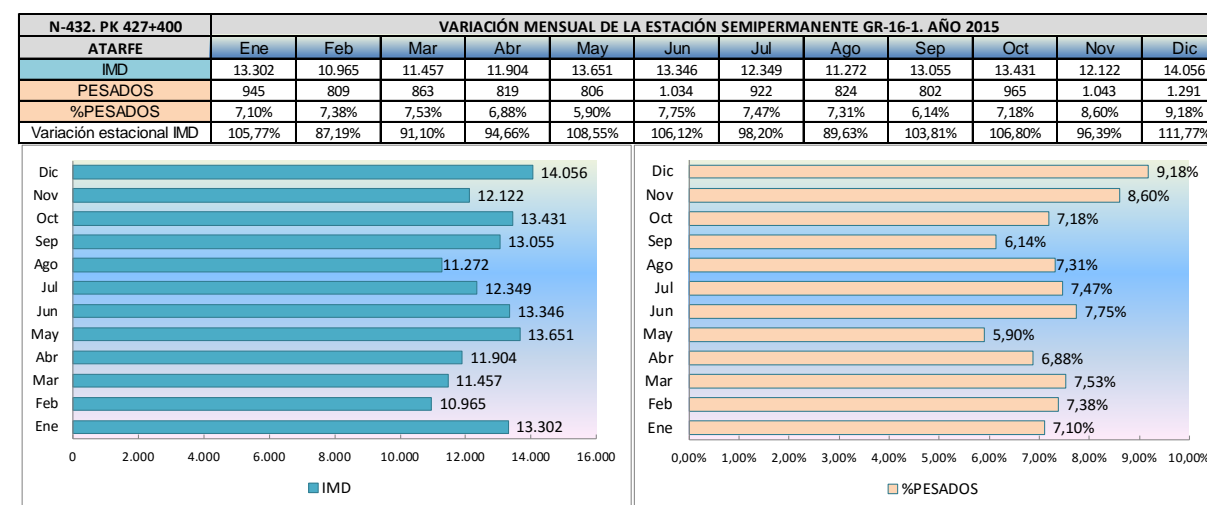 N-432. PK 427+400 VARIACIÓN MENSUAL DE LA ESTACIÓN SEMIPERMANENTE GR-16-1. AÑO 2015
ATARFE Ene Feb Mar Abr May Jun Jul Ago Sep Oct Nov Dic
IMD 13.302 10.965 11.457 11.904 13.651 13.346 12.349 11.272 13.055 13.431 12.122 14.056
PESADOS 945 809 863 819 806 1.034 922 824 802 965 1.043 1.291
%PESADOS 7,10% 7,38% 7,53% 6,88% 5,90% 7,75% 7,47% 7,31% 6,14% 7,18% 8,60% 9,18%
Variación estacional IMD 105,77% 87,19% 91,10% 94,66% 108,55% 106,12% 98,20% 89,63% 103,81% 106,80% 96,39% 111,77%
Dic 14.056
Nov 12.122
Oct 13.431
Sep 13.055
Ago 11.272
Jul 12.349
Jun 13.346
May 13.651
Abr 11.904
Mar 11.457
Feb 10.965
Ene 13.302
0 2.000 4.000 6.000 8.000 10.000 12.000 14.000 16.000
IMD
Dic 9,18%
Nov 8,60%
Oct 7,18%
Sep 6,14%
Ago 7,31%
Jul 7,47%
Jun 7,75%
May 5,90%
Abr 6,88%
Mar 7,53%
Feb 7,38%
Ene 7,10%
0,00% 1,00% 2,00% 3,00% 4,00% 5,00% 6,00% 7,00% 8,00% 9,00% 10,00%
%PESADOS